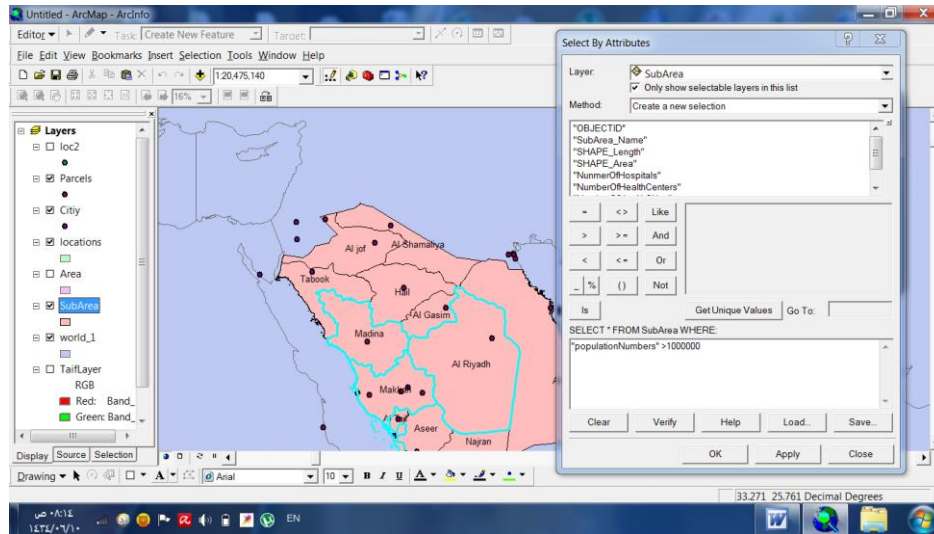 Untitled - ArcMap - ArcInfo
Editor Task: Create New Feature Target:
File Edit View Bookmarks Insert Selection Tools Window Help
1:20,475,140
16%
Layers
loc2
Parcels
Citiy
locations
Area
SubArea
world_1
TaifLayer
RGB
Red: Band_
Green: Band_
Display Source Selection
Al jof
Al Shamaliya
Tabook
Hail
Al Gasim
Madina
Al Riyadh
Aseer
Najran
Select By Attributes
Layer: SubArea
Only show selectable layers in this list
Method: Create a new selection
"OBJECTID"
"SubArea_Name"
"SHAPE_Length"
"SHAPE_Area"
"NunmerOfHospitals"
"NumberOfHealthCenters"
= <> Like
> >= And
< <= Or
_ % () Not
Is Get Unique Values Go To:
SELECT * FROM SubArea WHERE:
"populationNumbers" >1000000
Clear Verify Help Load... Save...
OK Apply Close
Drawing A Arial 10 B I U A
33.271 25.761 Decimal Degrees
EN
٠٨:١٤ ص
١٤٣٤/٠٦/١٠